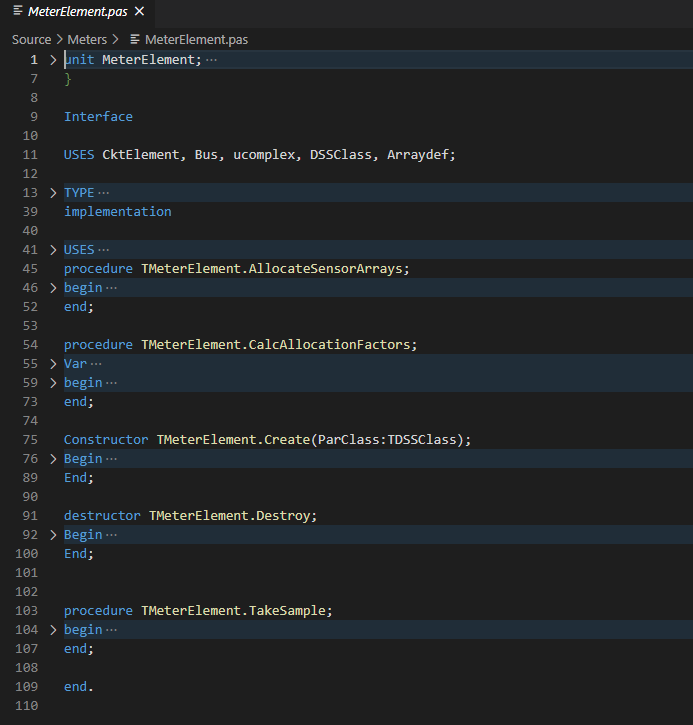 MeterElement.pas
Source > Meters > MeterElement.pas
1 unit MeterElement; ···
7 }
8
9 Interface
10
11 USES CktElement, Bus, ucomplex, DSSClass, Arraydef;
12
13 TYPE ···
39 implementation
40
41 USES ···
45 procedure TMeterElement.AllocateSensorArrays;
46 begin ···
52 end;
53
54 procedure TMeterElement.CalcAllocationFactors;
55 Var ···
59 begin ···
73 end;
74
75 Constructor TMeterElement.Create(ParClass:TDSSClass);
76 Begin ···
89 End;
90
91 destructor TMeterElement.Destroy;
92 Begin ···
100 End;
101
102
103 procedure TMeterElement.TakeSample;
104 begin ···
107 end;
108
109 end.
110